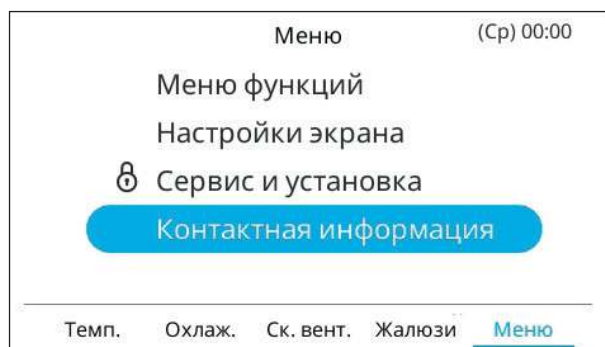 Меню (Ср) 00:00
Меню функций
Настройки экрана
Сервис и установка
Контактная информация
Темп. Охлаж. Ск. вент. Жалюзи Меню